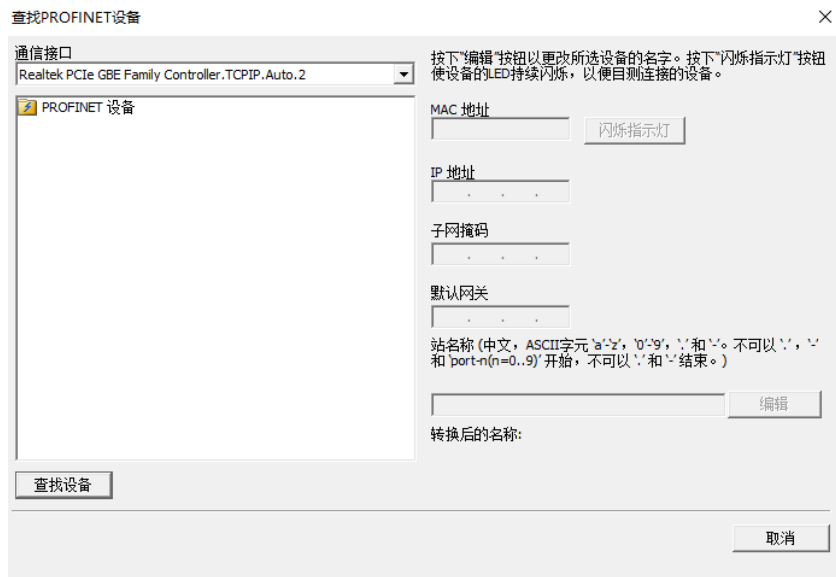 查找PROFINET设备
通信接口
Realtek PCIe GBE Family Controller.TCPIP.Auto.2
PROFINET 设备
查找设备
按下"编辑"按钮以更改所选设备的名字。按下"闪烁指示灯"按钮
使设备的LED持续闪烁，以便目测连接的设备。
MAC 地址
闪烁指示灯
IP 地址
. . .
子网掩码
. . .
默认网关
. . .
站名称 (中文，ASCII字元 'a'-'z'，'0'-'9'，'.' 和 '-'。不可以 '.'，'-'
和 'port-n(n=0..9)' 开始，不可以 '.' 和 '-' 结束。)
编辑
转换后的名称:
取消